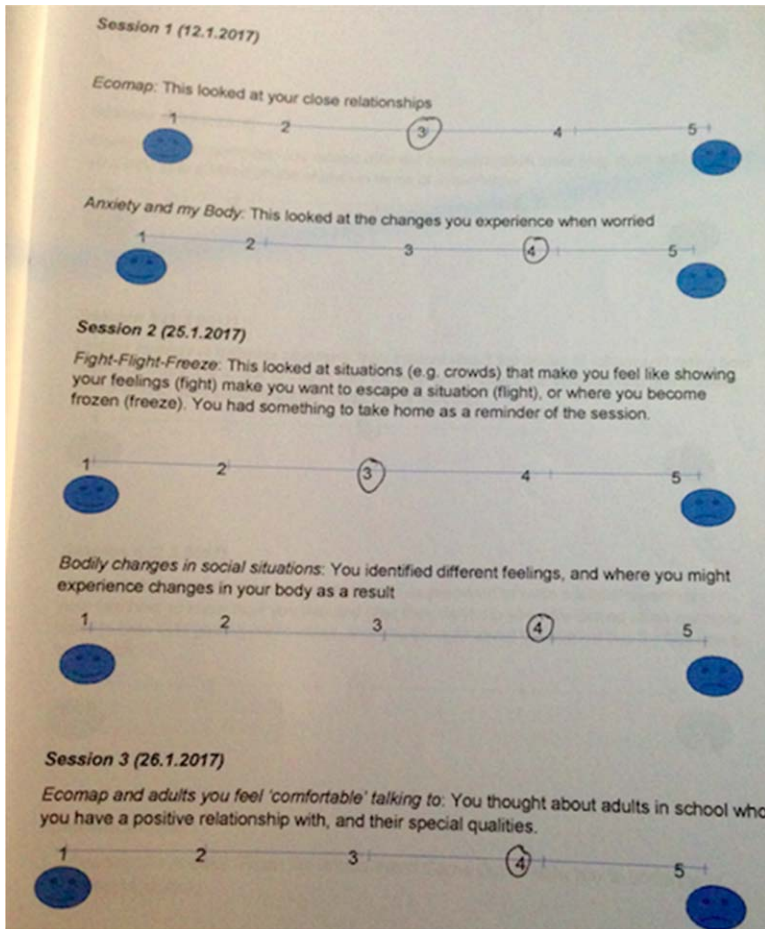 Session 1 (12.1.2017)
Ecomap: This looked at your close relationships
1 2 3 4 5
Anxiety and my Body: This looked at the changes you experience when worried
1 2 3 4 5
Session 2 (25.1.2017)
Fight-Flight-Freeze: This looked at situations (e.g. crowds) that make you feel like showing
your feelings (fight) make you want to escape a situation (flight), or where you become
frozen (freeze). You had something to take home as a reminder of the session.
1 2 3 4 5
Bodily changes in social situations: You identified different feelings, and where you might
experience changes in your body as a result
1 2 3 4 5
Session 3 (26.1.2017)
Ecomap and adults you feel 'comfortable' talking to: You thought about adults in school who
you have a positive relationship with, and their special qualities.
1 2 3 4 5